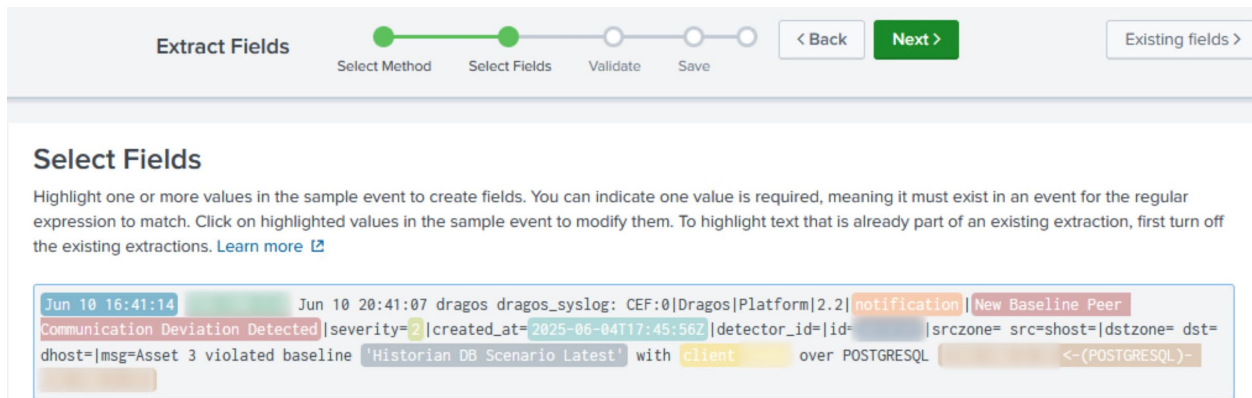 Extract Fields
Select Method
Select Fields
Validate
Save
< Back
Next >
Existing fields >
Select Fields
Highlight one or more values in the sample event to create fields. You can indicate one value is required, meaning it must exist in an event for the regular
expression to match. Click on highlighted values in the sample event to modify them. To highlight text that is already part of an existing extraction, first turn off
the existing extractions. Learn more
Jun 10 16:41:14 Jun 10 20:41:07 dragos dragos_syslog: CEF:0|Dragos|Platform|2.2|notification|New Baseline Peer
Communication Deviation Detected|severity=2|created_at=2025-06-04T17:45:56Z|detector_id=|id= |srczone= src=shost=|dstzone= dst=
dhost=|msg=Asset 3 violated baseline 'Historian DB Scenario Latest' with client over POSTGRESQL <-(POSTGRESQL)-